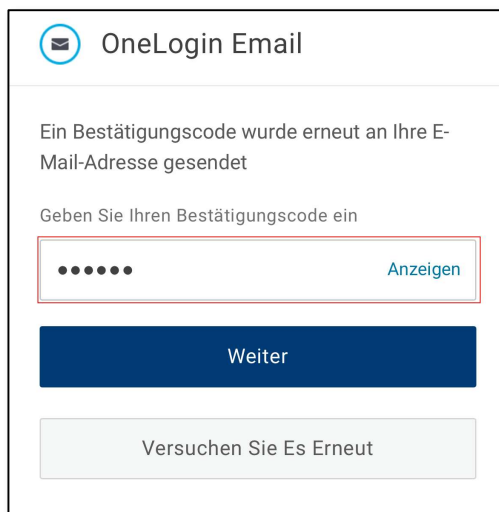 OneLogin Email
Ein Bestätigungscode wurde erneut an Ihre E-
Mail-Adresse gesendet
Geben Sie Ihren Bestätigungscode ein
•••••• Anzeigen
Weiter
Versuchen Sie Es Erneut